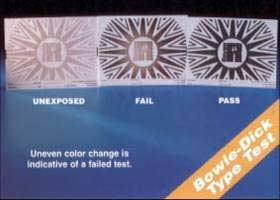 UNEXPOSED
FAIL
PASS
Uneven color change is
indicative of a failed test.
Bowie-Dick
Type Test